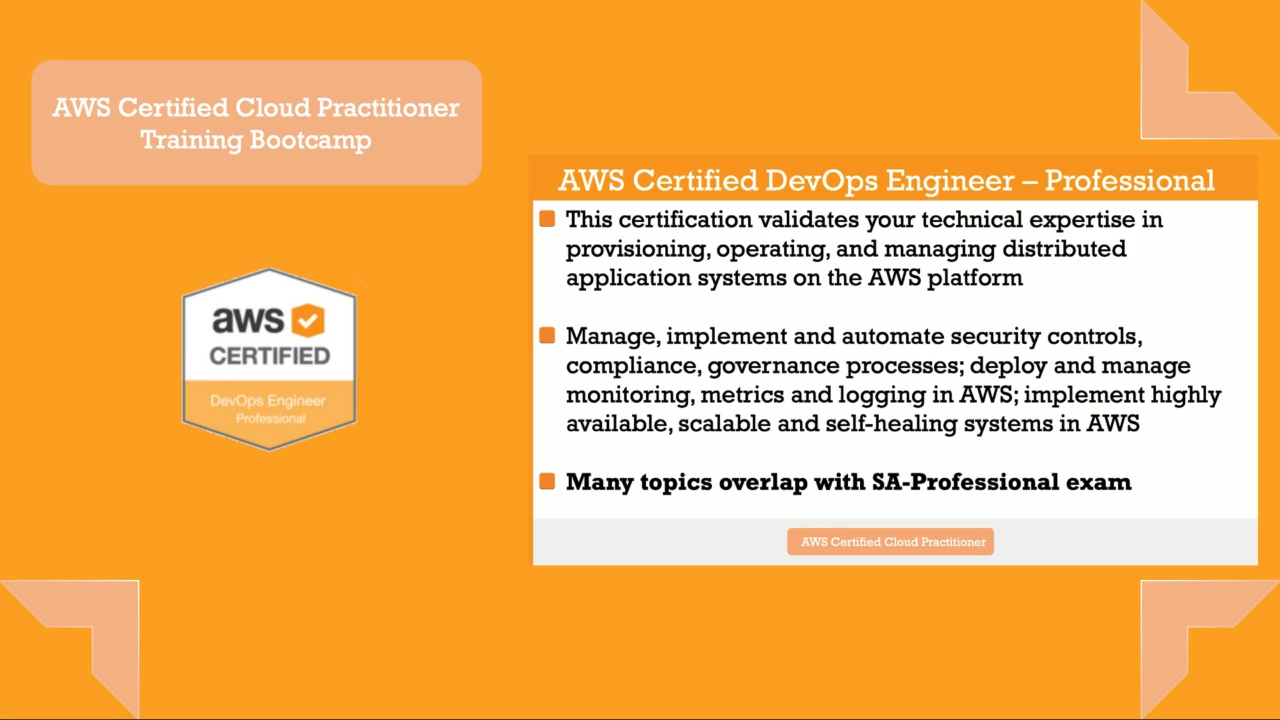 AWS Certified Cloud Practitioner
Training Bootcamp
aws
CERTIFIED
DevOps Engineer
Professional
AWS Certified DevOps Engineer – Professional
This certification validates your technical expertise in
provisioning, operating, and managing distributed
application systems on the AWS platform
Manage, implement and automate security controls,
compliance, governance processes; deploy and manage
monitoring, metrics and logging in AWS; implement highly
available, scalable and self-healing systems in AWS
Many topics overlap with SA-Professional exam
AWS Certified Cloud Practitioner